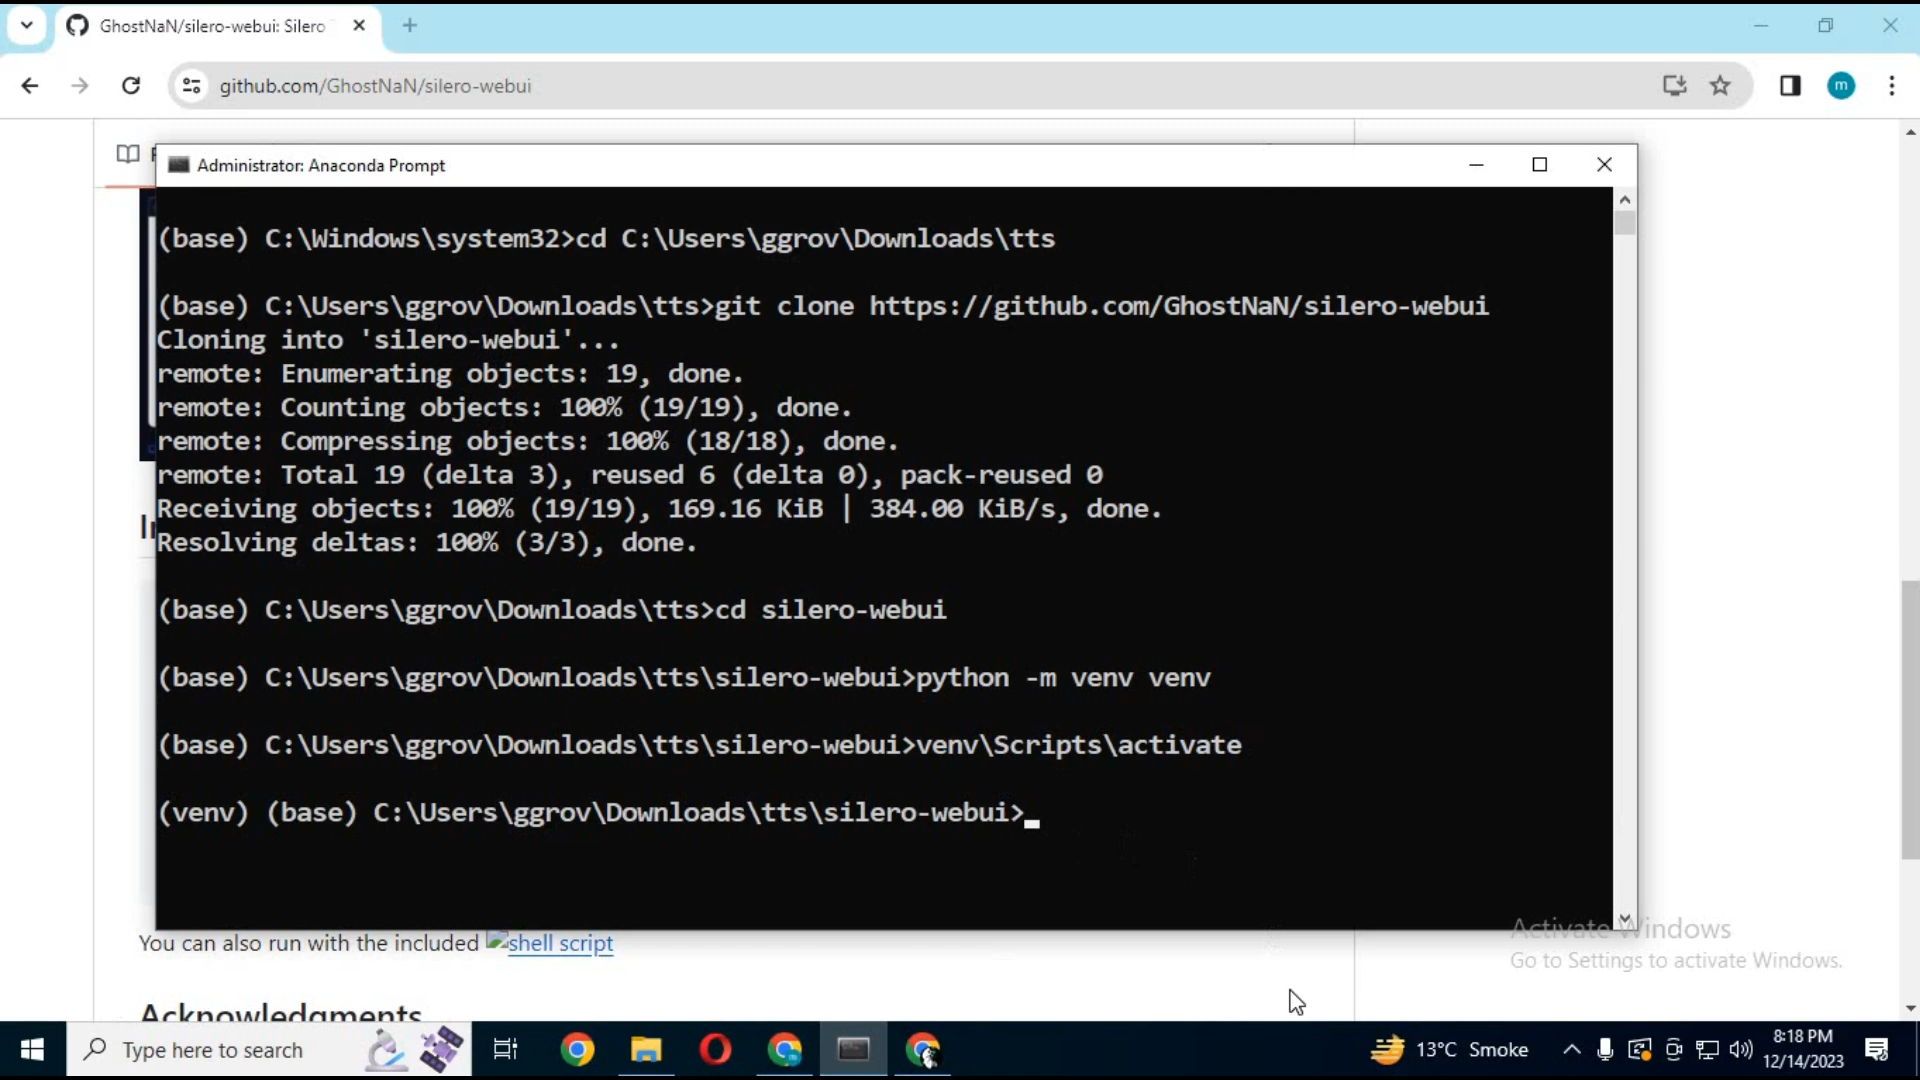 GhostNaN/silero-webui: Silero
github.com/GhostNaN/silero-webui
m
Administrator: Anaconda Prompt
(base) C:\Windows\system32>cd C:\Users\ggrov\Downloads\tts
(base) C:\Users\ggrov\Downloads\tts>git clone https://github.com/GhostNaN/silero-webui
Cloning into 'silero-webui'...
remote: Enumerating objects: 19, done.
remote: Counting objects: 100% (19/19), done.
remote: Compressing objects: 100% (18/18), done.
remote: Total 19 (delta 3), reused 6 (delta 0), pack-reused 0
Receiving objects: 100% (19/19), 169.16 KiB | 384.00 KiB/s, done.
Resolving deltas: 100% (3/3), done.
(base) C:\Users\ggrov\Downloads\tts>cd silero-webui
(base) C:\Users\ggrov\Downloads\tts\silero-webui>python -m venv venv
(base) C:\Users\ggrov\Downloads\tts\silero-webui>venv\Scripts\activate
(venv) (base) C:\Users\ggrov\Downloads\tts\silero-webui>
You can also run with the included shell script
Activate Windows
Go to Settings to activate Windows.
Acknowledgments
Type here to search
13°C Smoke
8:18 PM
12/14/2023